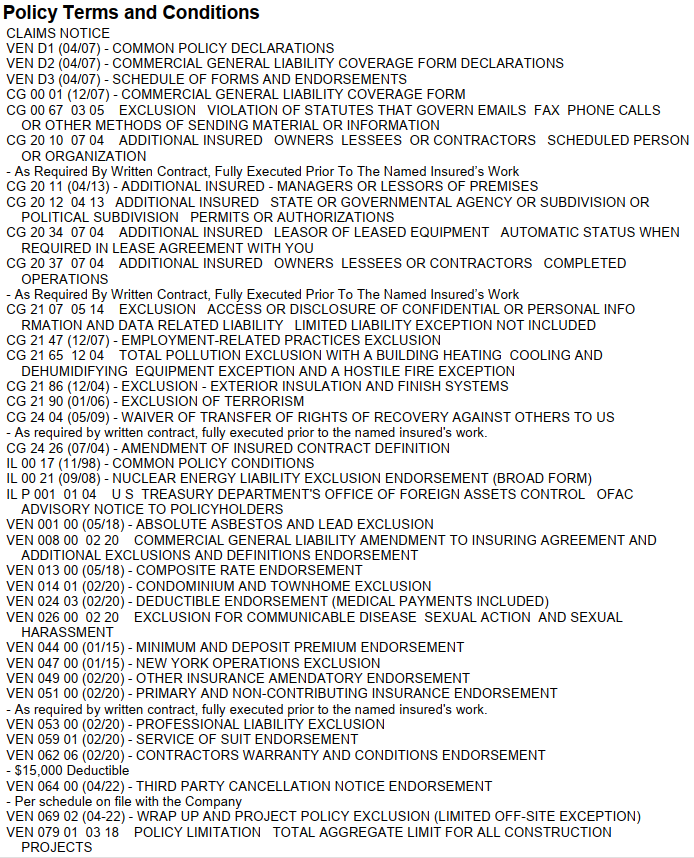 Policy Terms and Conditions
CLAIMS NOTICE
VEN D1 (04/07) - COMMON POLICY DECLARATIONS
VEN D2 (04/07) - COMMERCIAL GENERAL LIABILITY COVERAGE FORM DECLARATIONS
VEN D3 (04/07) - SCHEDULE OF FORMS AND ENDORSEMENTS
CG 00 01 (12/07) - COMMERCIAL GENERAL LIABILITY COVERAGE FORM
CG 00 67 03 05 EXCLUSION VIOLATION OF STATUTES THAT GOVERN EMAILS FAX PHONE CALLS
OR OTHER METHODS OF SENDING MATERIAL OR INFORMATION
CG 20 10 07 04 ADDITIONAL INSURED OWNERS LESSEES OR CONTRACTORS SCHEDULED PERSON
OR ORGANIZATION
- As Required By Written Contract, Fully Executed Prior To The Named Insured's Work
CG 20 11 (04/13) - ADDITIONAL INSURED - MANAGERS OR LESSORS OF PREMISES
CG 20 12 04 13 ADDITIONAL INSURED STATE OR GOVERNMENTAL AGENCY OR SUBDIVISION OR
POLITICAL SUBDIVISION PERMITS OR AUTHORIZATIONS
CG 20 34 07 04 ADDITIONAL INSURED LEASOR OF LEASED EQUIPMENT AUTOMATIC STATUS WHEN
REQUIRED IN LEASE AGREEMENT WITH YOU
CG 20 37 07 04 ADDITIONAL INSURED OWNERS LESSEES OR CONTRACTORS COMPLETED
OPERATIONS
- As Required By Written Contract, Fully Executed Prior To The Named Insured's Work
CG 21 07 05 14 EXCLUSION ACCESS OR DISCLOSURE OF CONFIDENTIAL OR PERSONAL INFO
RMATION AND DATA RELATED LIABILITY LIMITED LIABILITY EXCEPTION NOT INCLUDED
CG 21 47 (12/07) - EMPLOYMENT-RELATED PRACTICES EXCLUSION
CG 21 65 12 04 TOTAL POLLUTION EXCLUSION WITH A BUILDING HEATING COOLING AND
DEHUMIDIFYING EQUIPMENT EXCEPTION AND A HOSTILE FIRE EXCEPTION
CG 21 86 (12/04) - EXCLUSION - EXTERIOR INSULATION AND FINISH SYSTEMS
CG 21 90 (01/06) - EXCLUSION OF TERRORISM
CG 24 04 (05/09) - WAIVER OF TRANSFER OF RIGHTS OF RECOVERY AGAINST OTHERS TO US
- As required by written contract, fully executed prior to the named insured's work.
CG 24 26 (07/04) - AMENDMENT OF INSURED CONTRACT DEFINITION
IL 00 17 (11/98) - COMMON POLICY CONDITIONS
IL 00 21 (09/08) - NUCLEAR ENERGY LIABILITY EXCLUSION ENDORSEMENT (BROAD FORM)
IL P 001 01 04 U S TREASURY DEPARTMENT'S OFFICE OF FOREIGN ASSETS CONTROL OFAC
ADVISORY NOTICE TO POLICYHOLDERS
VEN 001 00 (05/18) - ABSOLUTE ASBESTOS AND LEAD EXCLUSION
VEN 008 00 02 20 COMMERCIAL GENERAL LIABILITY AMENDMENT TO INSURING AGREEMENT AND
ADDITIONAL EXCLUSIONS AND DEFINITIONS ENDORSEMENT
VEN 013 00 (05/18) - COMPOSITE RATE ENDORSEMENT
VEN 014 01 (02/20) - CONDOMINIUM AND TOWNHOME EXCLUSION
VEN 024 03 (02/20) - DEDUCTIBLE ENDORSEMENT (MEDICAL PAYMENTS INCLUDED)
VEN 026 00 02 20 EXCLUSION FOR COMMUNICABLE DISEASE SEXUAL ACTION AND SEXUAL
HARASSMENT
VEN 044 00 (01/15) - MINIMUM AND DEPOSIT PREMIUM ENDORSEMENT
VEN 047 00 (01/15) - NEW YORK OPERATIONS EXCLUSION
VEN 049 00 (02/20) - OTHER INSURANCE AMENDATORY ENDORSEMENT
VEN 051 00 (02/20) - PRIMARY AND NON-CONTRIBUTING INSURANCE ENDORSEMENT
- As required by written contract, fully executed prior to the named insured's work.
VEN 053 00 (02/20) - PROFESSIONAL LIABILITY EXCLUSION
VEN 059 01 (02/20) - SERVICE OF SUIT ENDORSEMENT
VEN 062 06 (02/20) - CONTRACTORS WARRANTY AND CONDITIONS ENDORSEMENT
- $15,000 Deductible
VEN 064 00 (04/22) - THIRD PARTY CANCELLATION NOTICE ENDORSEMENT
- Per schedule on file with the Company
VEN 069 02 (04-22) - WRAP UP AND PROJECT POLICY EXCLUSION (LIMITED OFF-SITE EXCEPTION)
VEN 079 01 03 18 POLICY LIMITATION TOTAL AGGREGATE LIMIT FOR ALL CONSTRUCTION
PROJECTS